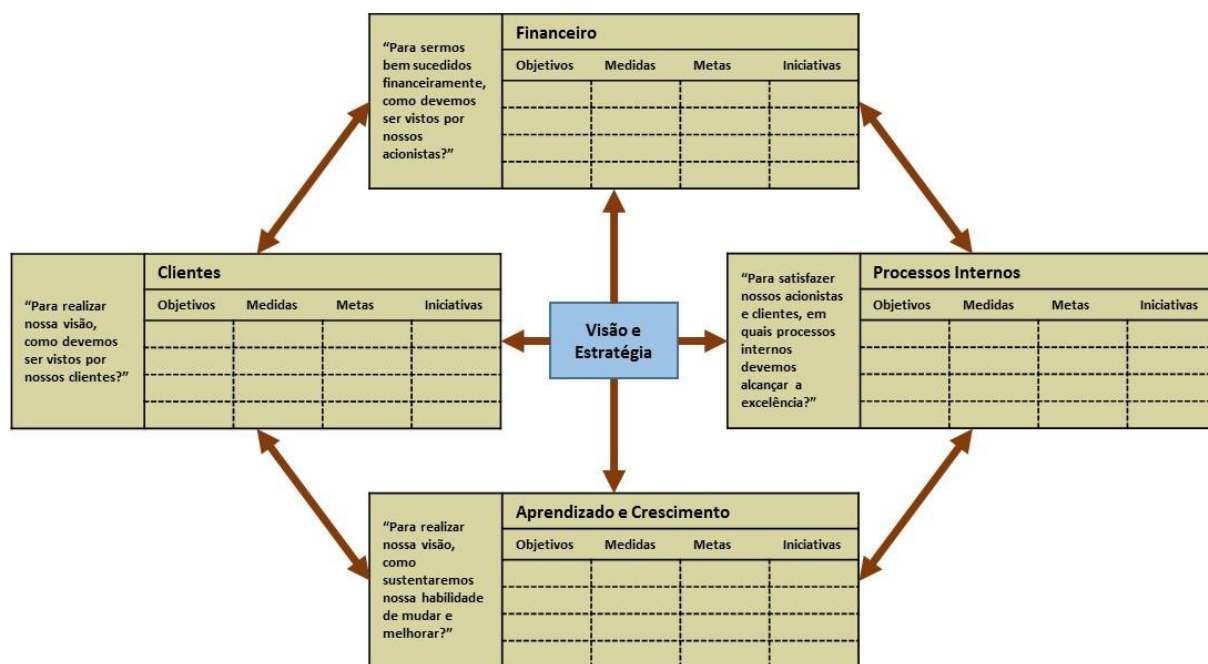 Financeiro
“Para sermos
bem sucedidos
financeiramente,
como devemos
ser vistos por
nossos
acionistas?”
Objetivos Medidas Metas Iniciativas
Clientes
“Para realizar
nossa visão,
como devemos
ser vistos por
nossos clientes?”
Objetivos Medidas Metas Iniciativas
Visão e
Estratégia
Processos Internos
“Para satisfazer
nossos acionistas
e clientes, em
quais processos
internos
devemos
alcançar a
excelência?”
Objetivos Medidas Metas Iniciativas
Aprendizado e Crescimento
“Para realizar
nossa visão,
como
sustentaremos
nossa habilidade
de mudar e
melhorar?”
Objetivos Medidas Metas Iniciativas